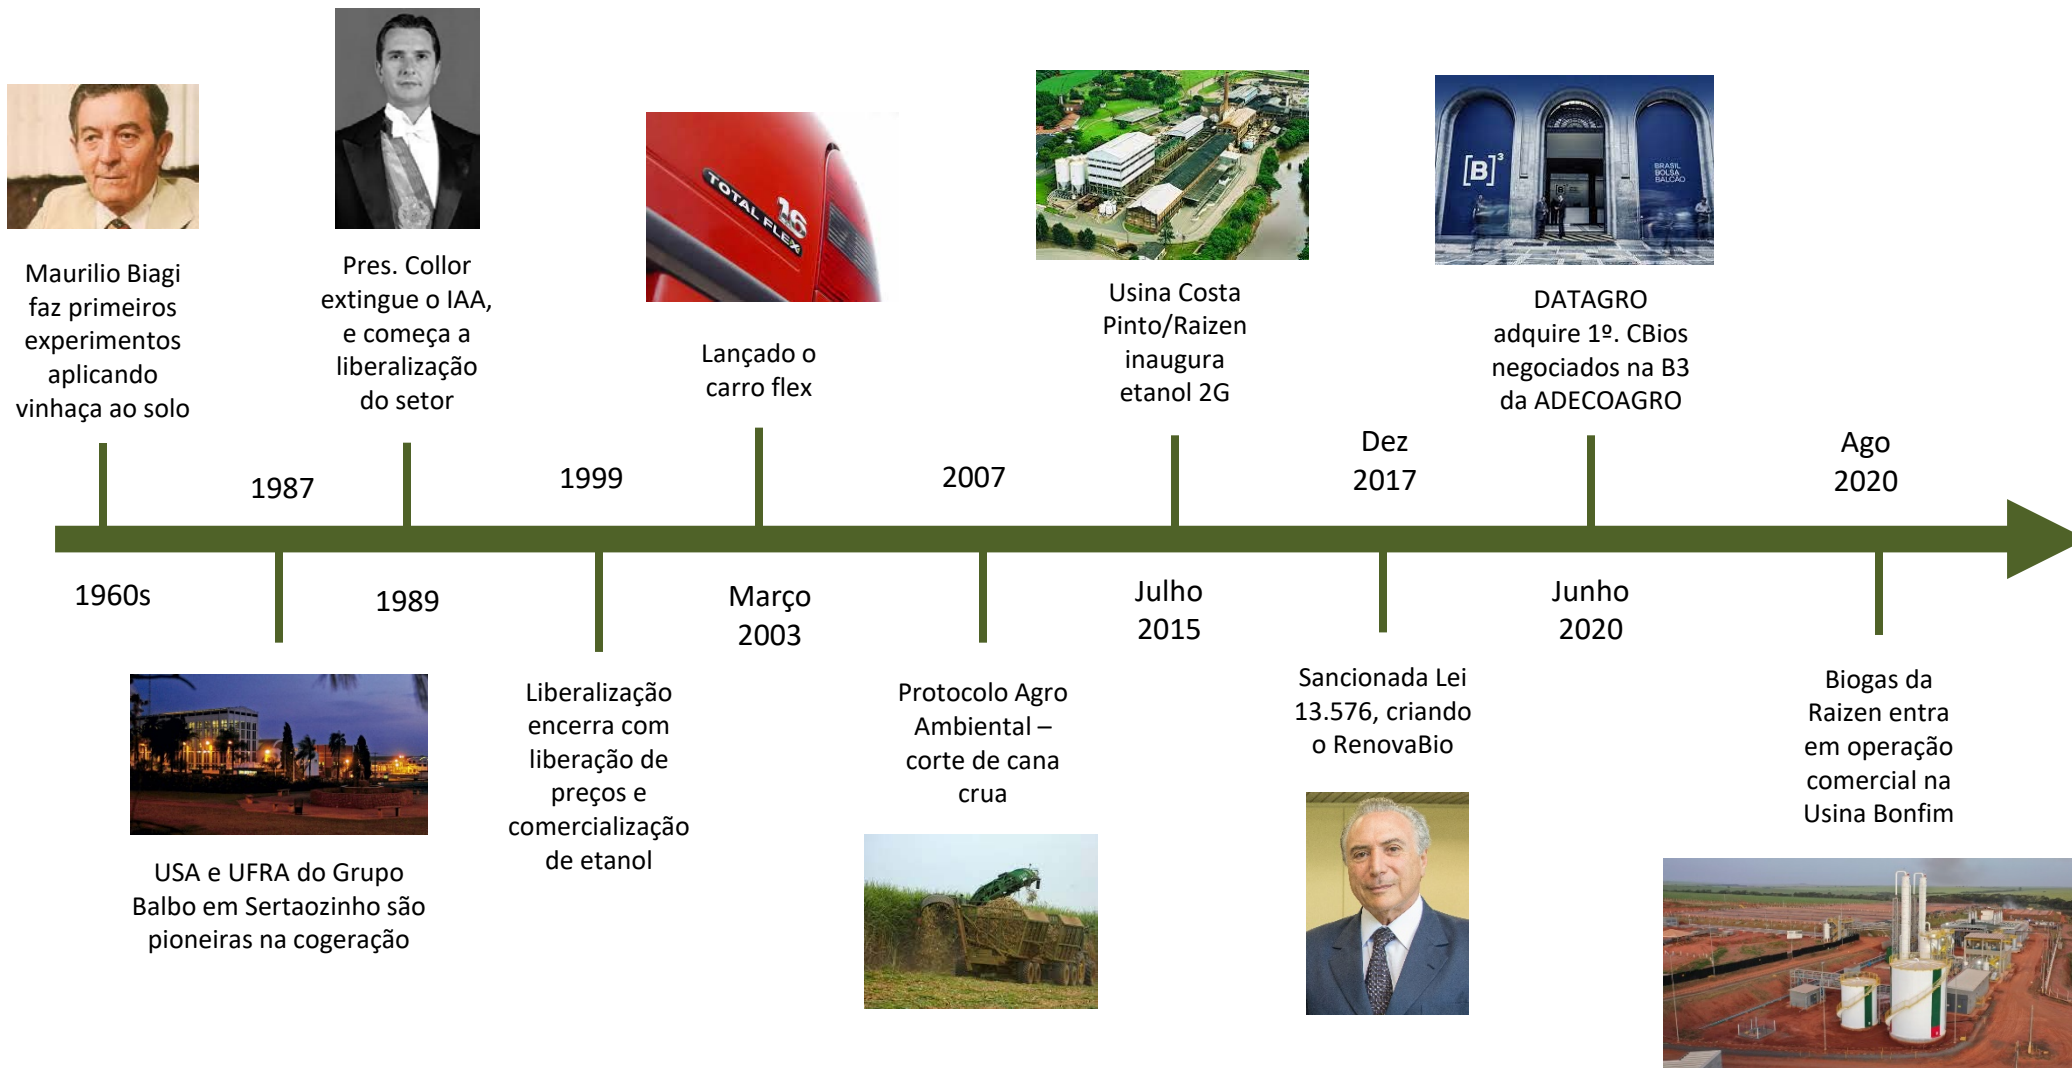 Maurilio Biagi
faz primeiros
experimentos
aplicando
vinhaça ao solo
1960s
1987
USA e UFRA do Grupo
Balbo em Sertaozinho são
pioneiras na cogeração
Pres. Collor
extingue o IAA,
e começa a
liberalização
do setor
1989
1999
Liberalização
encerra com
liberação de
preços e
comercialização
de etanol
1.6
TOTAL FLEX
Lançado o
carro flex
Março
2003
2007
Protocolo Agro
Ambiental –
corte de cana
crua
Usina Costa
Pinto/Raizen
inaugura
etanol 2G
Julho
2015
Dez
2017
Sancionada Lei
13.576, criando
o RenovaBio
[B]³
BRASIL
BOLSA
BALCÃO
DATAGRO
adquire 1º. CBios
negociados na B3
da ADECOAGRO
Junho
2020
Ago
2020
Biogas da
Raizen entra
em operação
comercial na
Usina Bonfim